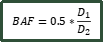 BAF = 0.5 * D₁/D₂